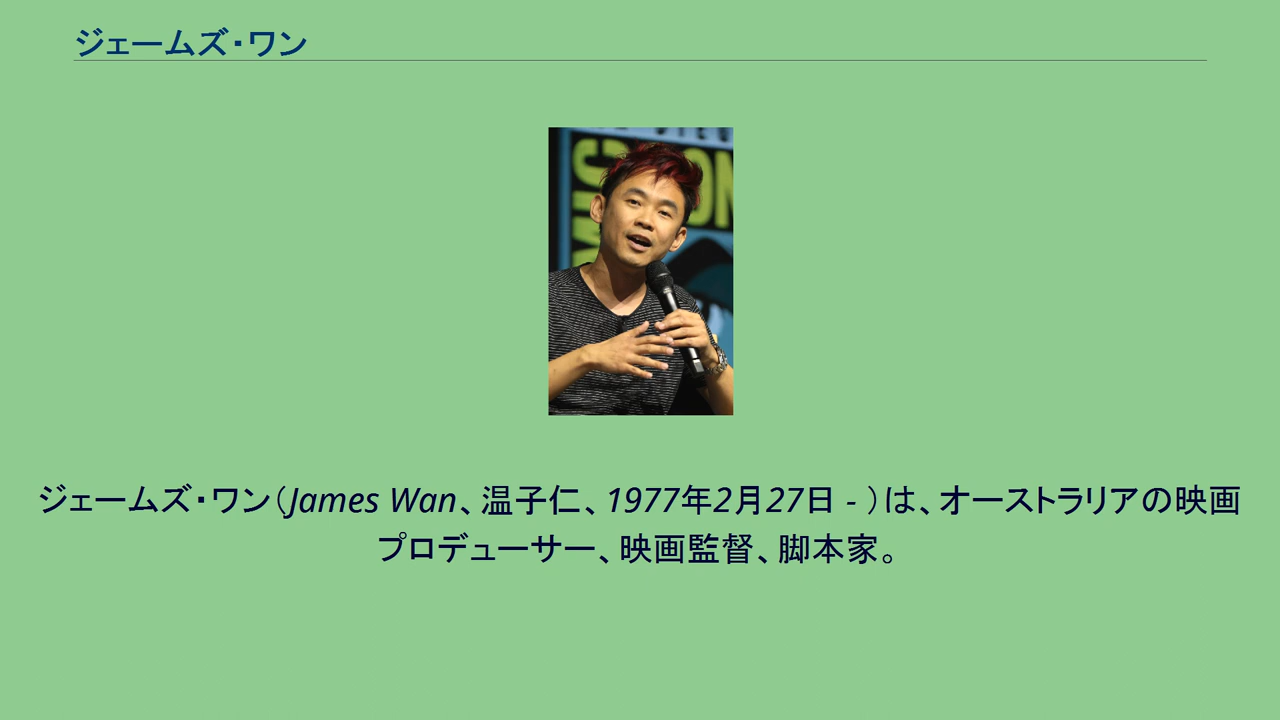 ジェームズ・ワン
ジェームズ・ワン（James Wan、温子仁、1977年2月27日 - ）は、オーストラリアの映画
プロデューサー、映画監督、脚本家。